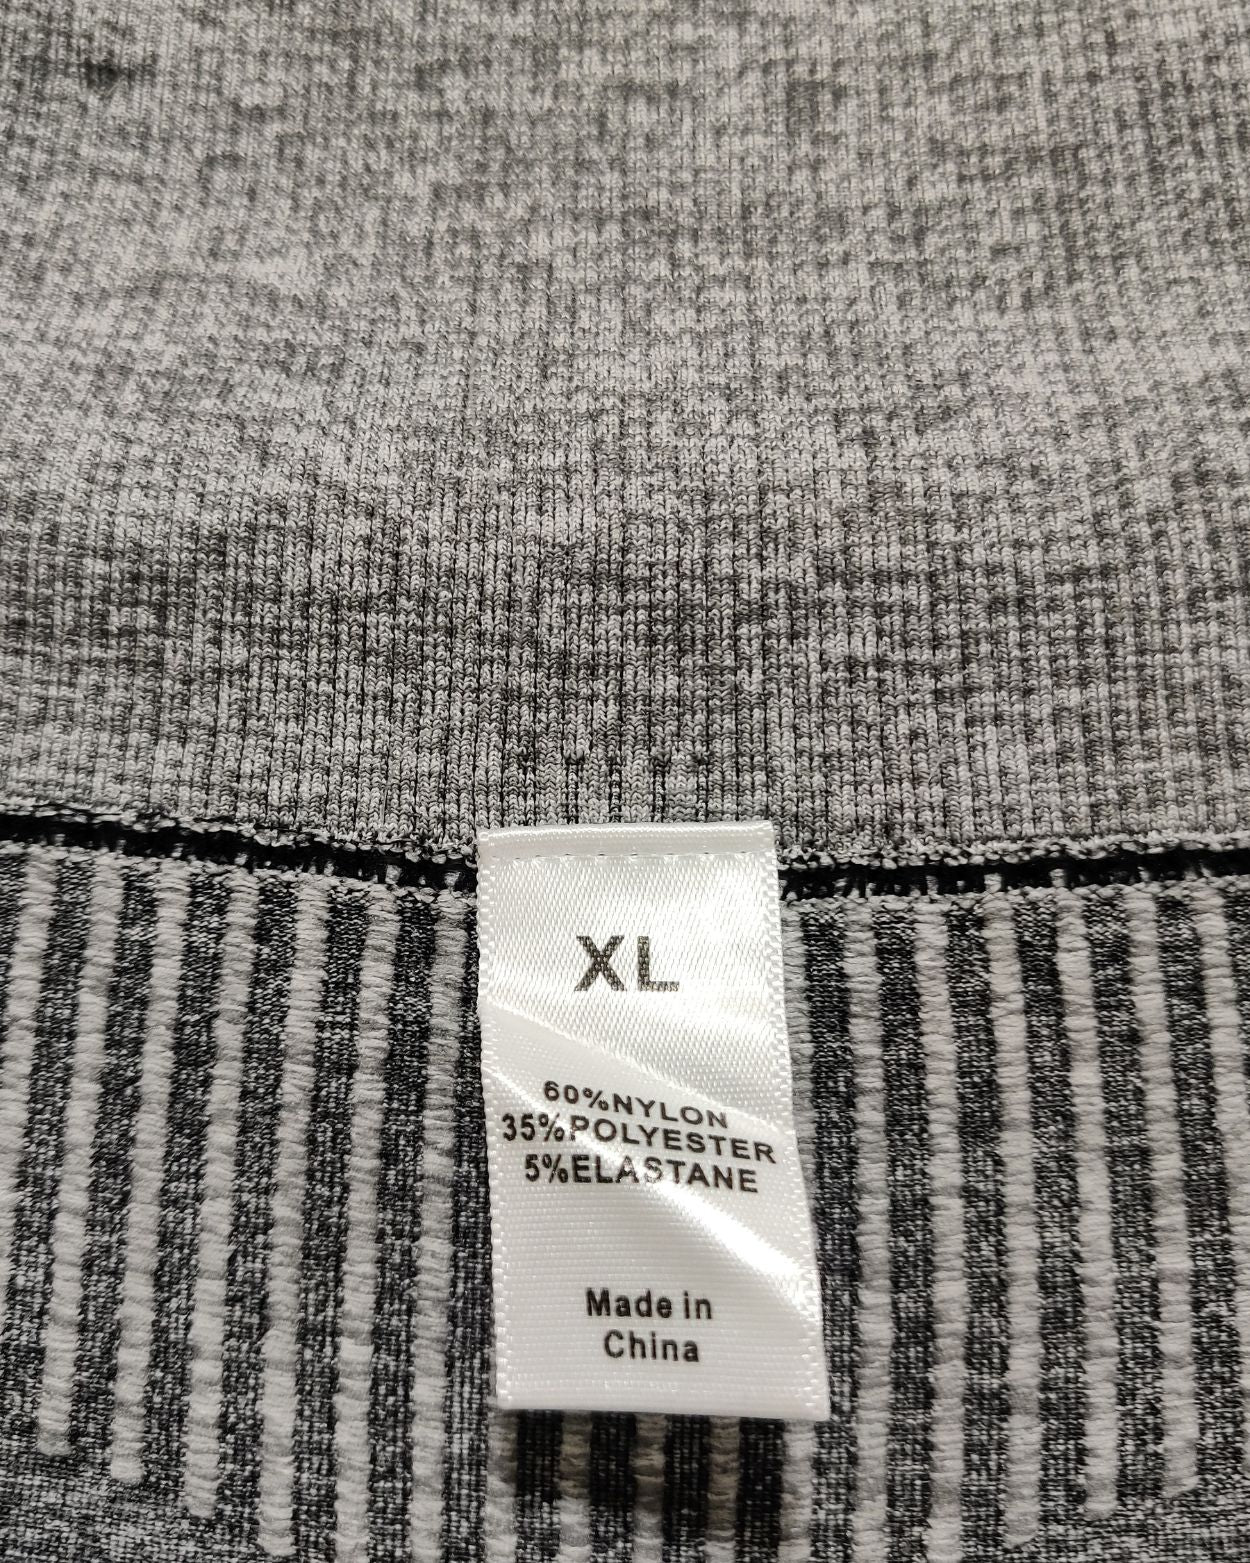 XL
60%NYLON
35%POLYESTER
5%ELASTANE
Made in
China